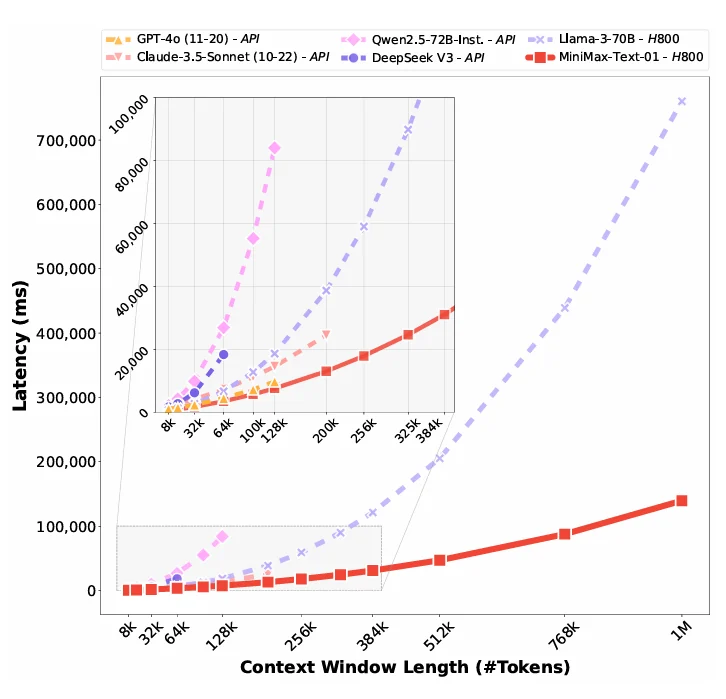 GPT-4o (11-20) - API
Qwen2.5-72B-Inst. - API
Llama-3-70B - H800
Claude-3.5-Sonnet (10-22) - API
DeepSeek V3 - API
MiniMax-Text-01 - H800
Latency (ms)
700,000
600,000
500,000
400,000
300,000
200,000
100,000
0
100,000
80,000
60,000
40,000
20,000
0
8k 32k 64k 100k 128k 200k 256k 325k 384k
8k 32k 64k 128k 256k 384k 512k 768k 1M
Context Window Length (#Tokens)